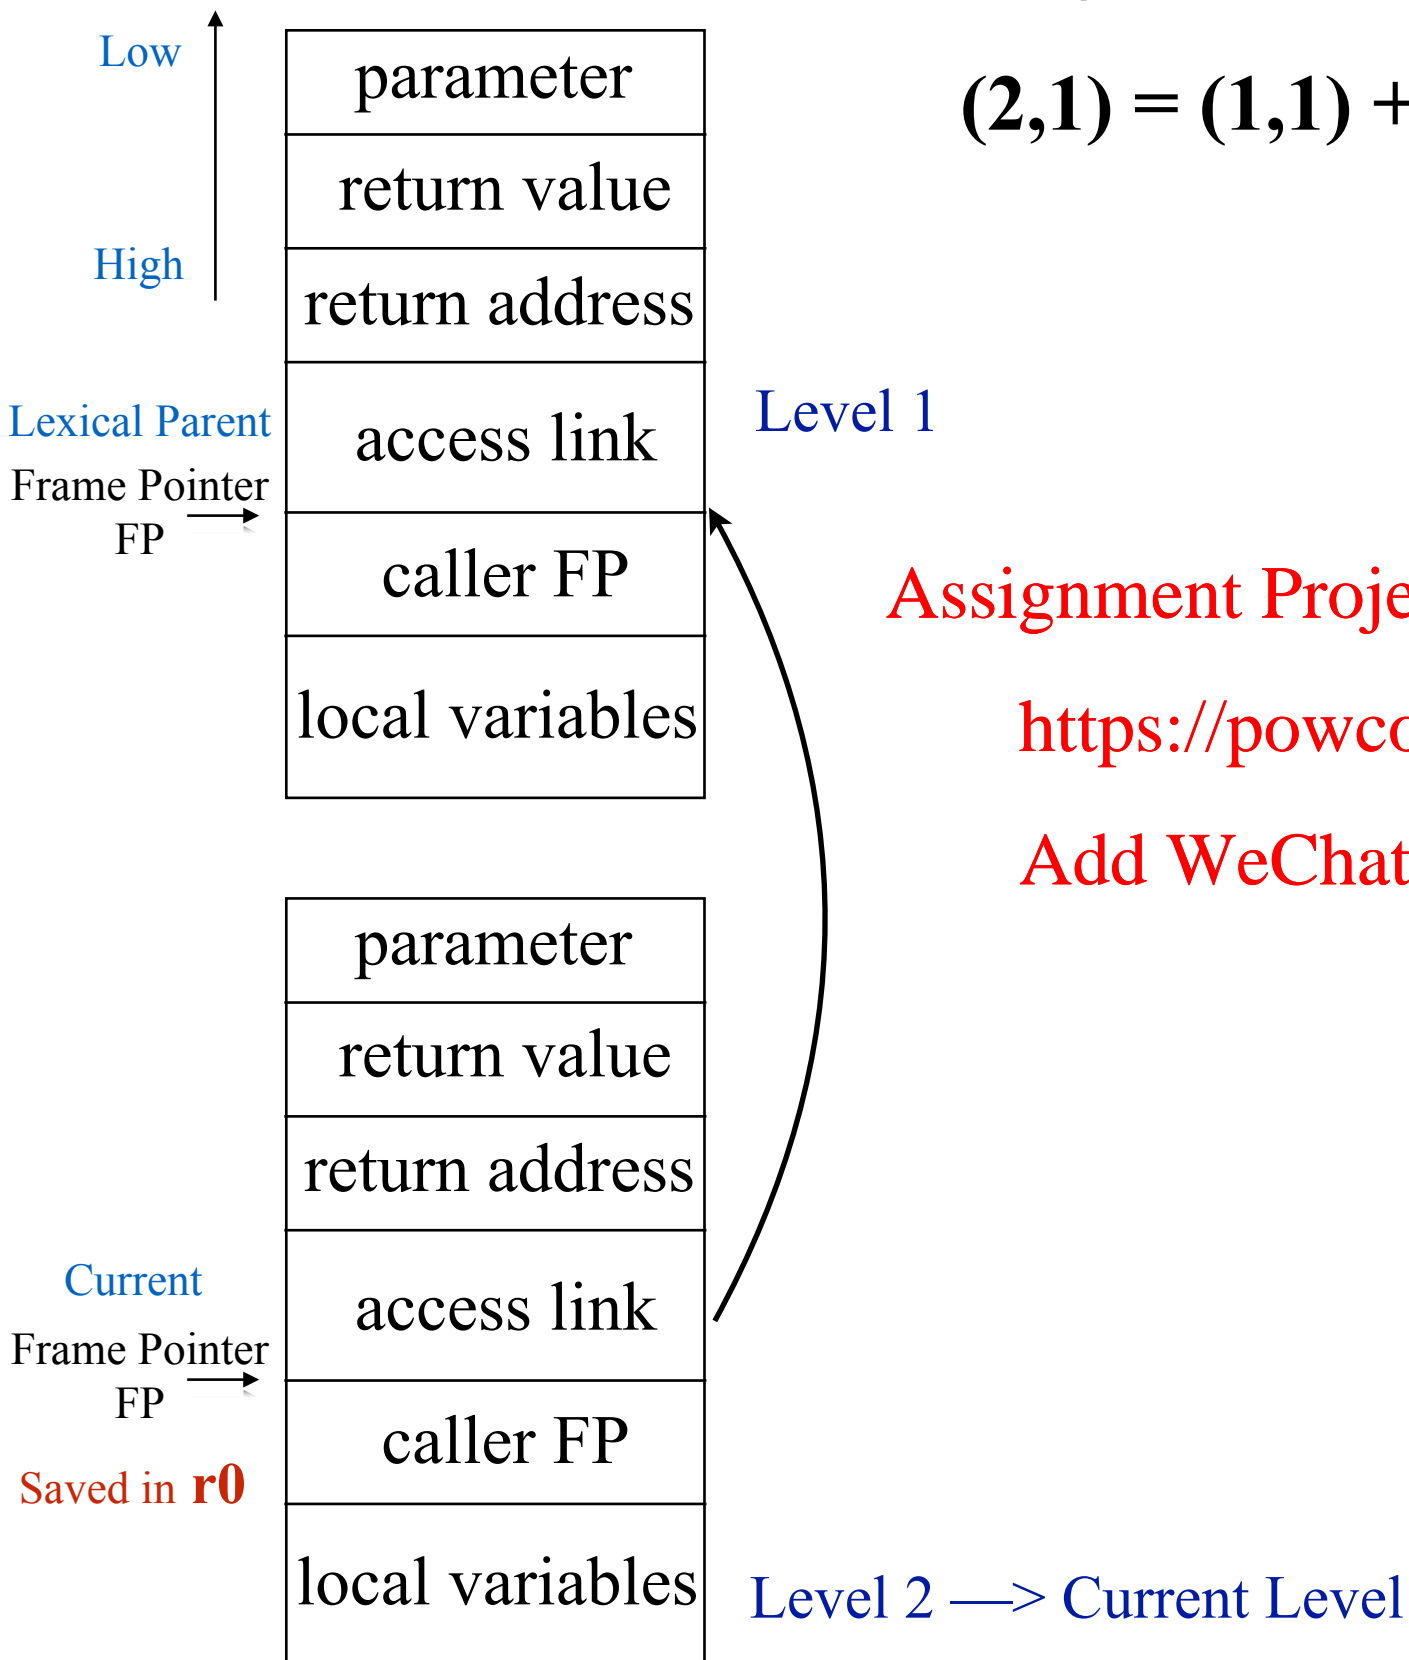 Low
parameter
(2,1) = (1,1) +
return value
High
return address
Lexical Parent
access link
Level 1
Frame Pointer
FP
caller FP
Assignment Proje
local variables
https://powco
Add WeChat
parameter
return value
return address
Current
access link
Frame Pointer
FP
caller FP
Saved in r0
local variables
Level 2 —> Current Level